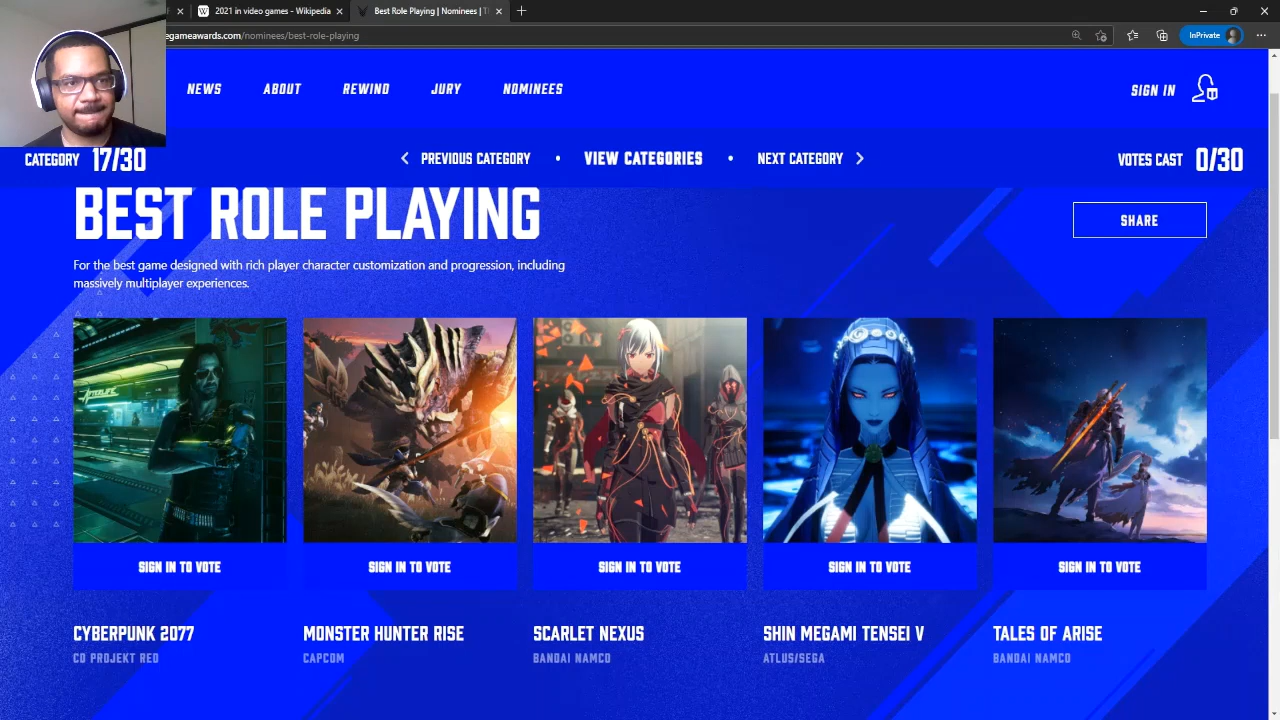 2021 in video games - Wikipedia
Best Role Playing | Nominees | T
egameawards.com/nominees/best-role-playing
InPrivate
NEWS ABOUT REWIND JURY NOMINEES
SIGN IN
CATEGORY 17/30
PREVIOUS CATEGORY • VIEW CATEGORIES • NEXT CATEGORY
VOTES CAST 0/30
BEST ROLE PLAYING
SHARE
For the best game designed with rich player character customization and progression, including
massively multiplayer experiences.
AFTERLIFE
SIGN IN TO VOTE SIGN IN TO VOTE SIGN IN TO VOTE SIGN IN TO VOTE SIGN IN TO VOTE
CYBERPUNK 2077 MONSTER HUNTER RISE SCARLET NEXUS SHIN MEGAMI TENSEI V TALES OF ARISE
CD PROJEKT RED CAPCOM BANDAI NAMCO ATLUS/SEGA BANDAI NAMCO